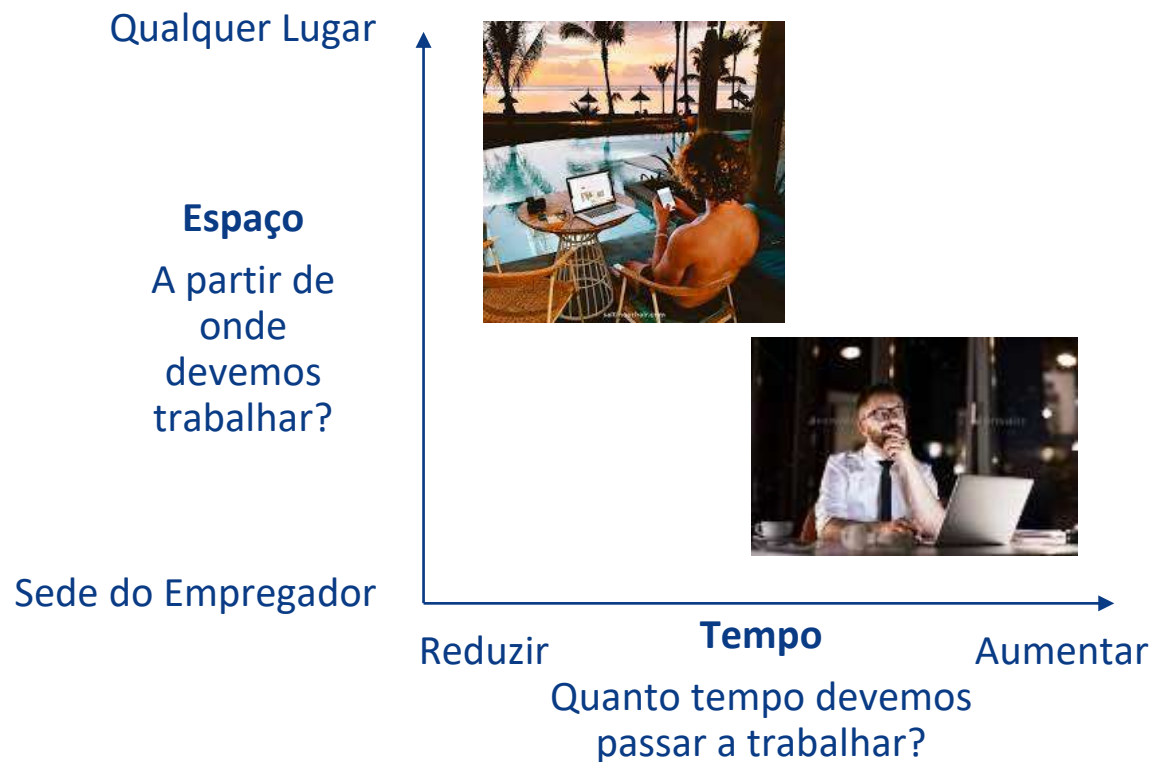 Qualquer Lugar
Espaço
A partir de
onde
devemos
trabalhar?
Sede do Empregador
Reduzir
Tempo
Aumentar
Quanto tempo devemos
passar a trabalhar?